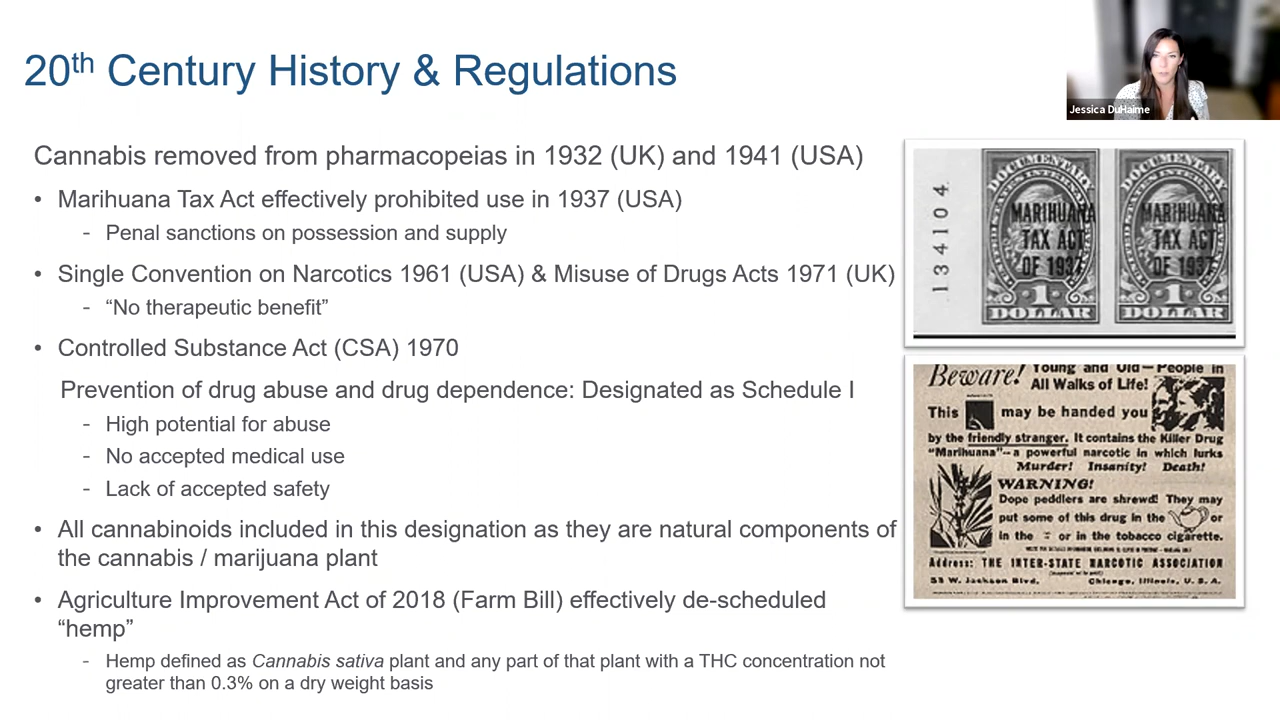 20th Century History & Regulations
Jessica DuHaime
Cannabis removed from pharmacopeias in 1932 (UK) and 1941 (USA)
• Marihuana Tax Act effectively prohibited use in 1937 (USA)
- Penal sanctions on possession and supply
• Single Convention on Narcotics 1961 (USA) & Misuse of Drugs Acts 1971 (UK)
- “No therapeutic benefit”
• Controlled Substance Act (CSA) 1970
Prevention of drug abuse and drug dependence: Designated as Schedule I
- High potential for abuse
- No accepted medical use
- Lack of accepted safety
• All cannabinoids included in this designation as they are natural components of
the cannabis / marijuana plant
• Agriculture Improvement Act of 2018 (Farm Bill) effectively de-scheduled
“hemp”
- Hemp defined as Cannabis sativa plant and any part of that plant with a THC concentration not
greater than 0.3% on a dry weight basis
134104
DOCUMENTARY
MARIHUANA
TAX ACT
OF 1937
1
DOLLAR
DOCUMENTARY
MARIHUANA
TAX ACT
OF 1937
1
DOLLAR
Beware! Young and Old—People in
All Walks of Life!
This may be handed you
by the friendly stranger. It contains the Killer Drug
"Marihuana"-- a powerful narcotic in which lurks
Murder! Insanity! Death!
WARNING!
Dope peddlers are shrewd! They may
put some of this drug in the or
in the or in the tobacco cigarette.
Address: THE INTER-STATE NARCOTIC ASSOCIATION
53 W. Jackson Blvd. Chicago, Illinois, U. S. A.